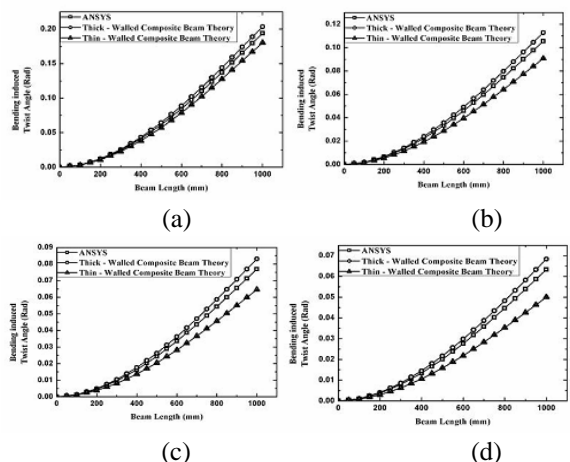 ANSYS
Thick - Walled Composite Beam Theory
Thin - Walled Composite Beam Theory
0.20
0.15
0.10
0.05
0.00
Bending induced
Twist Angle (Rad)
0 200 400 600 800 1000
Beam Length (mm)
(a)
ANSYS
Thick - Walled Composite Beam Theory
Thin - Walled Composite Beam Theory
0.12
0.10
0.08
0.06
0.04
0.02
0.00
Bending induced
Twist Angle (Rad)
0 200 400 600 800 1000
Beam Length (mm)
(b)
ANSYS
Thick - Walled Composite Beam Theory
Thin - Walled Composite Beam Theory
0.09
0.08
0.07
0.06
0.05
0.04
0.03
0.02
0.01
0.00
Bending induced
Twist Angle (Rad)
0 200 400 600 800 1000
Beam Length (mm)
(c)
ANSYS
Thick - Walled Composite Beam Theory
Thin - Walled Composite Beam Theory
0.07
0.06
0.05
0.04
0.03
0.02
0.01
0.00
Bending induced
Twist Angle (Rad)
0 200 400 600 800 1000
Beam Length (mm)
(d)